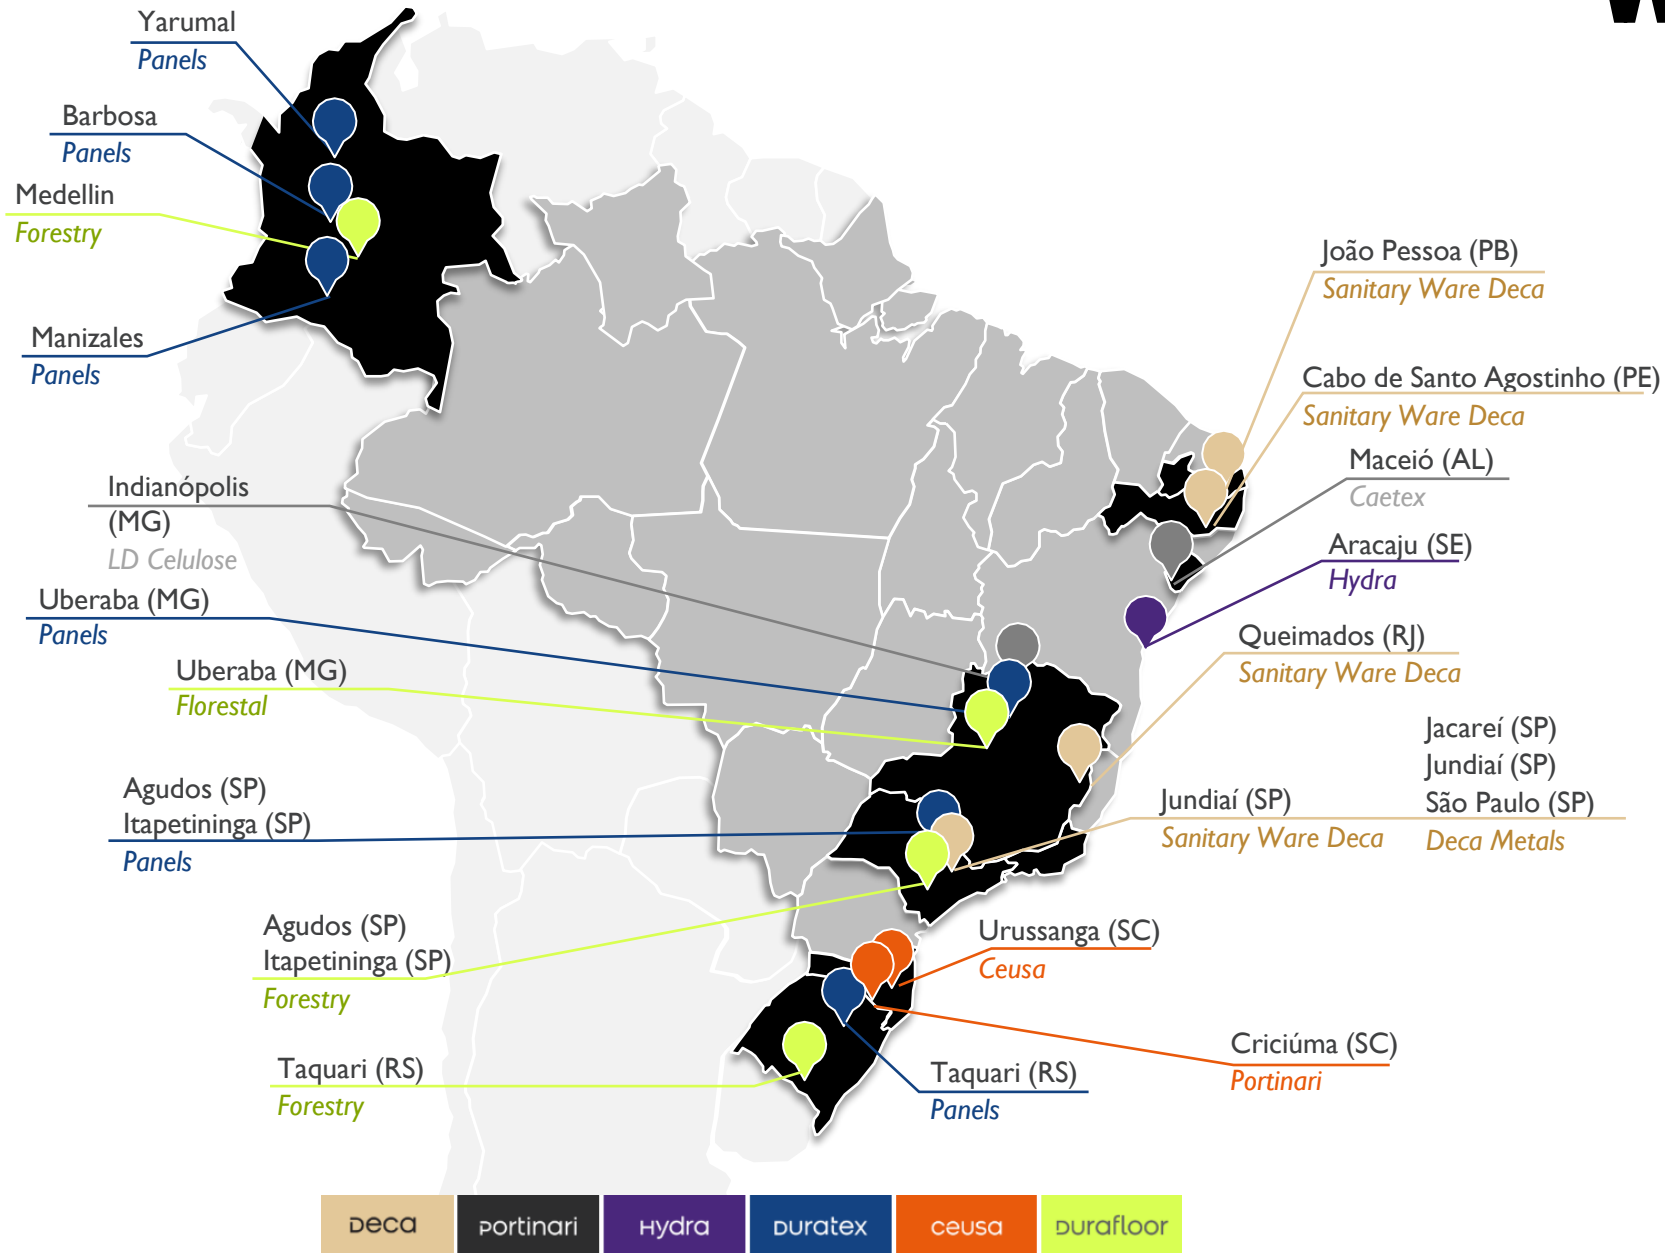 Yarumal
Panels
Barbosa
Panels
Medellin
Forestry
Manizales
Panels
João Pessoa (PB)
Sanitary Ware Deca
Cabo de Santo Agostinho (PE)
Sanitary Ware Deca
Maceió (AL)
Caetex
Indianópolis
(MG)
LD Celulose
Aracaju (SE)
Hydra
Uberaba (MG)
Panels
Queimados (RJ)
Sanitary Ware Deca
Uberaba (MG)
Florestal
Jacareí (SP)
Jundiaí (SP)
São Paulo (SP)
Deca Metals
Jundiaí (SP)
Sanitary Ware Deca
Agudos (SP)
Itapetininga (SP)
Panels
Agudos (SP)
Itapetininga (SP)
Forestry
Urussanga (SC)
Ceusa
Criciúma (SC)
Portinari
Taquari (RS)
Forestry
Taquari (RS)
Panels
Deca
Portinari
Hydra
Duratex
ceusa
Durafloor